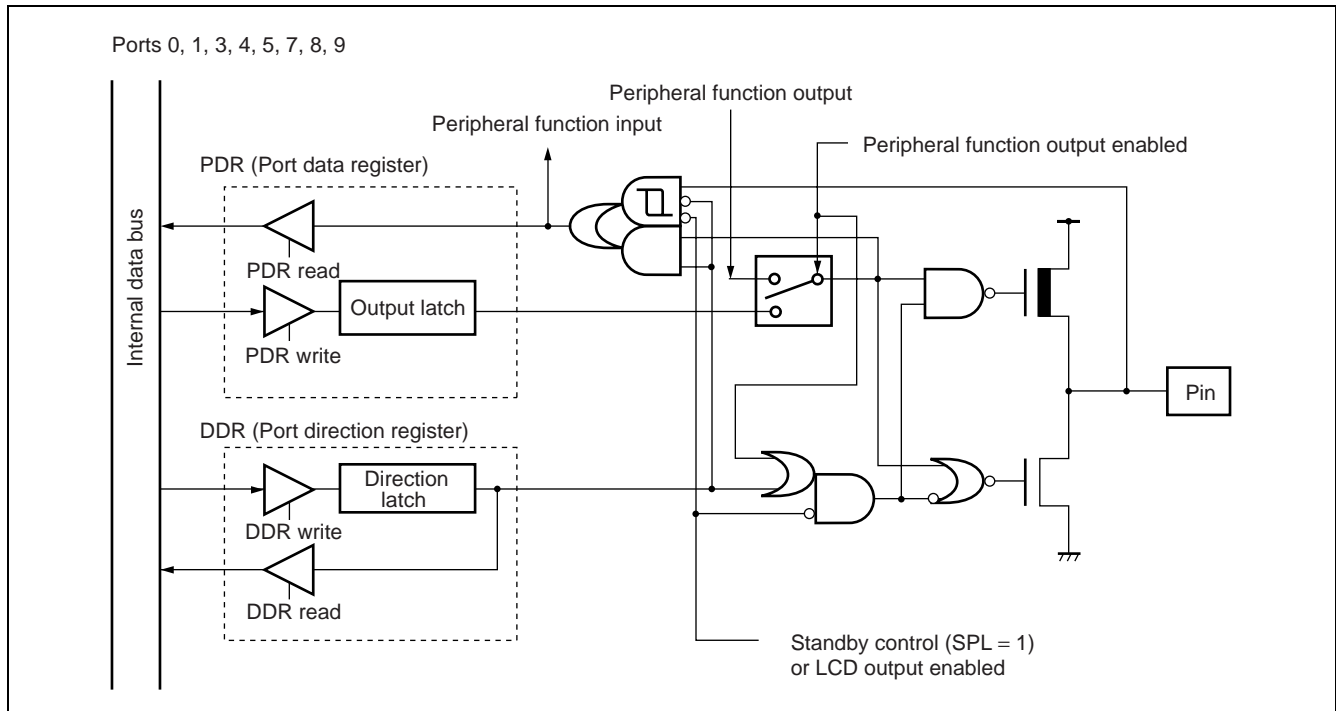 Ports 0, 1, 3, 4, 5, 7, 8, 9
Peripheral function output
Peripheral function input
Peripheral function output enabled
PDR (Port data register)
Internal data bus
PDR read
Output latch
PDR write
Pin
DDR (Port direction register)
Direction
latch
DDR write
DDR read
Standby control (SPL = 1)
or LCD output enabled